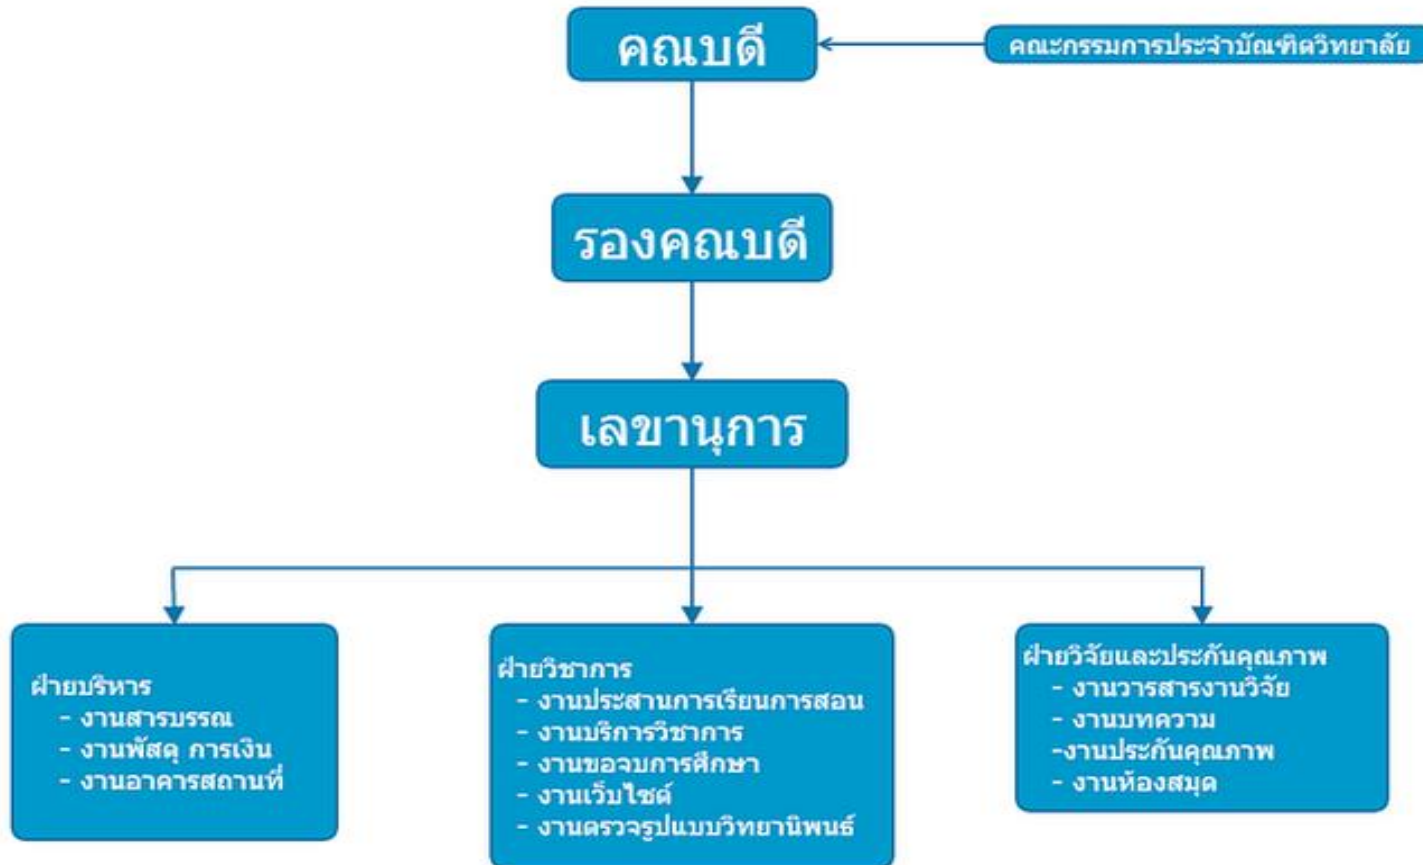 คณบดี
คณะกรรมการประจำบัณฑิตวิทยาลัย
รองคณบดี
เลขานุการ
ฝ่ายบริหาร
- งานสารบรรณ
- งานพัสดุ การเงิน
- งานอาคารสถานที่
ฝ่ายวิชาการ
- งานประสานการเรียนการสอน
- งานบริการวิชาการ
- งานขอจบการศึกษา
- งานเว็บไซต์
- งานตรวจรูปแบบวิทยานิพนธ์
ฝ่ายวิจัยและประกันคุณภาพ
- งานวารสารงานวิจัย
- งานบทความ
-งานประกันคุณภาพ
- งานห้องสมุด